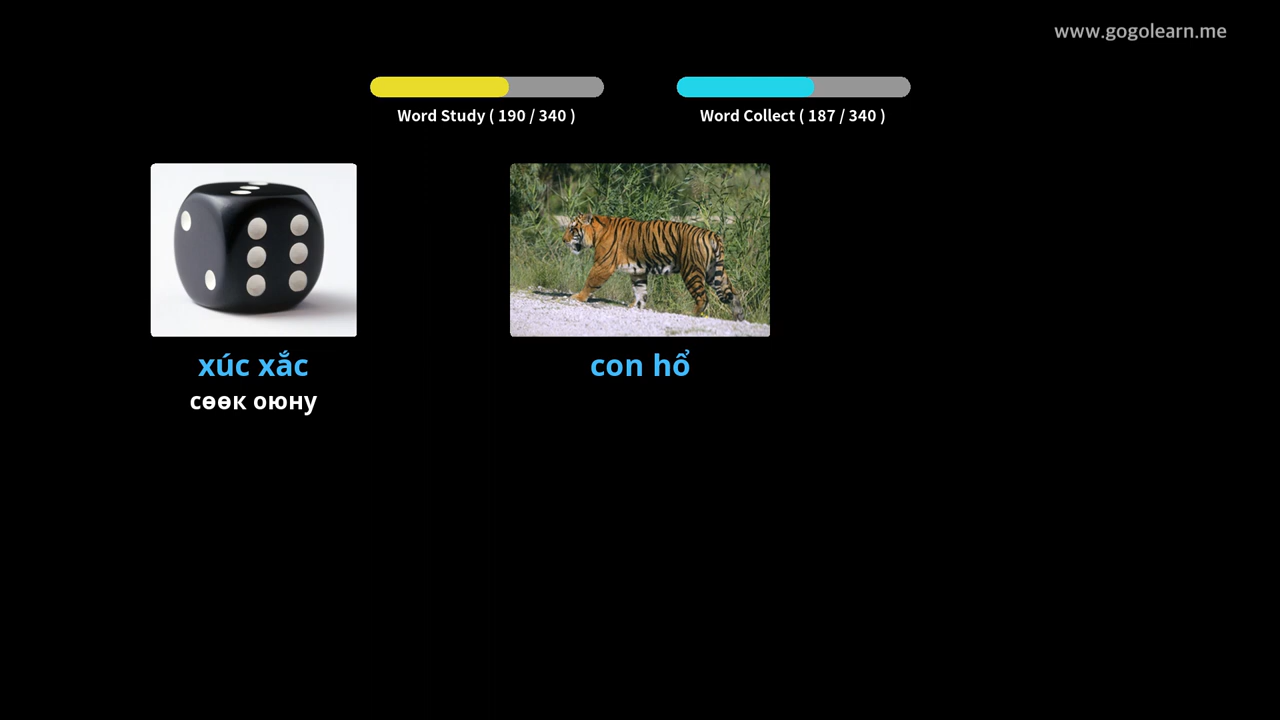 www.gogolearn.me
Word Study ( 190 / 340 )
Word Collect ( 187 / 340 )
xúc xắc
сөөк оюну
con hổ